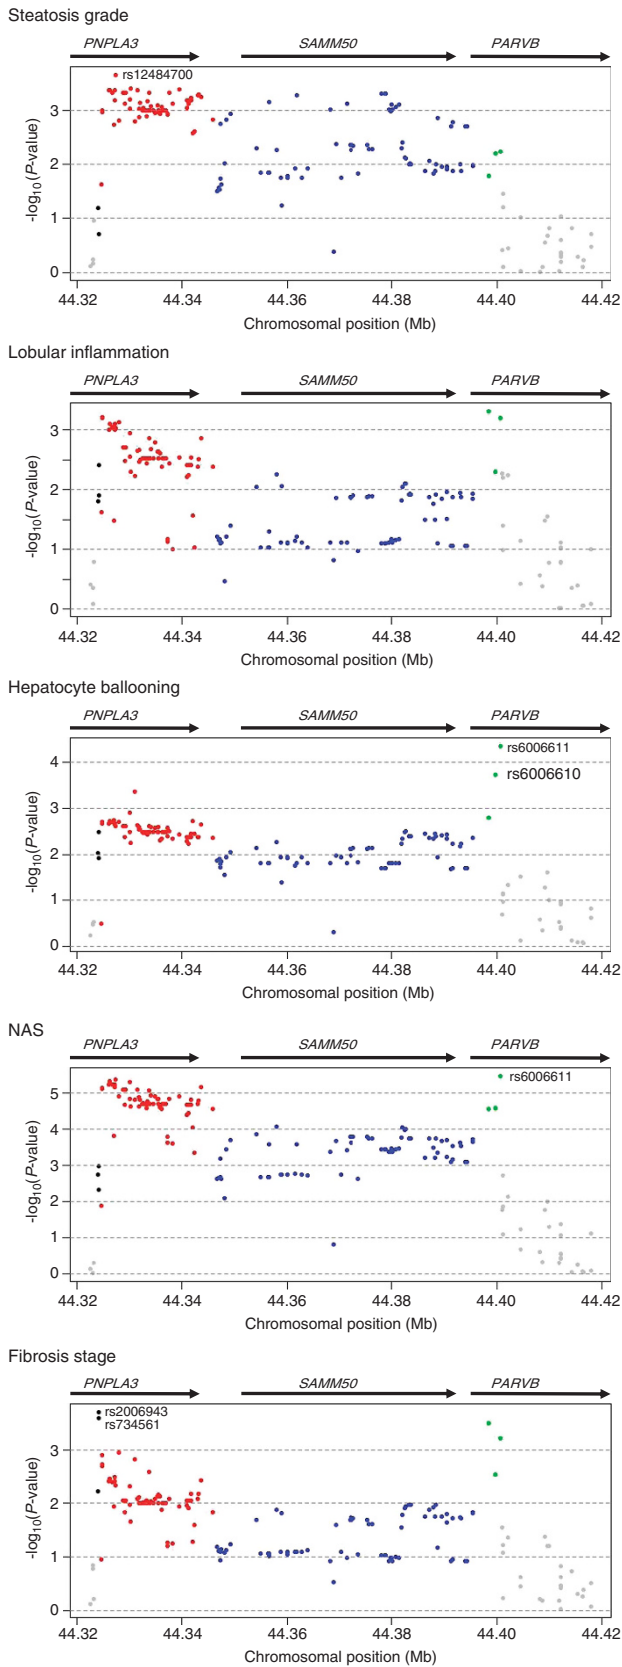 Steatosis grade
PNPLA3 SAMM50 PARVB
rs12484700
-log10(P-value)
3
2
1
0
44.32 44.34 44.36 44.38 44.40 44.42
Chromosomal position (Mb)
Lobular inflammation
PNPLA3 SAMM50 PARVB
-log10(P-value)
3
2
1
0
44.32 44.34 44.36 44.38 44.40 44.42
Chromosomal position (Mb)
Hepatocyte ballooning
PNPLA3 SAMM50 PARVB
rs6006611
rs6006610
-log10(P-value)
4
3
2
1
0
44.32 44.34 44.36 44.38 44.40 44.42
Chromosomal position (Mb)
NAS
PNPLA3 SAMM50 PARVB
rs6006611
-log10(P-value)
5
4
3
2
1
0
44.32 44.34 44.36 44.38 44.40 44.42
Chromosomal position (Mb)
Fibrosis stage
PNPLA3 SAMM50 PARVB
rs2006943
rs734561
-log10(P-value)
3
2
1
0
44.32 44.34 44.36 44.38 44.40 44.42
Chromosomal position (Mb)